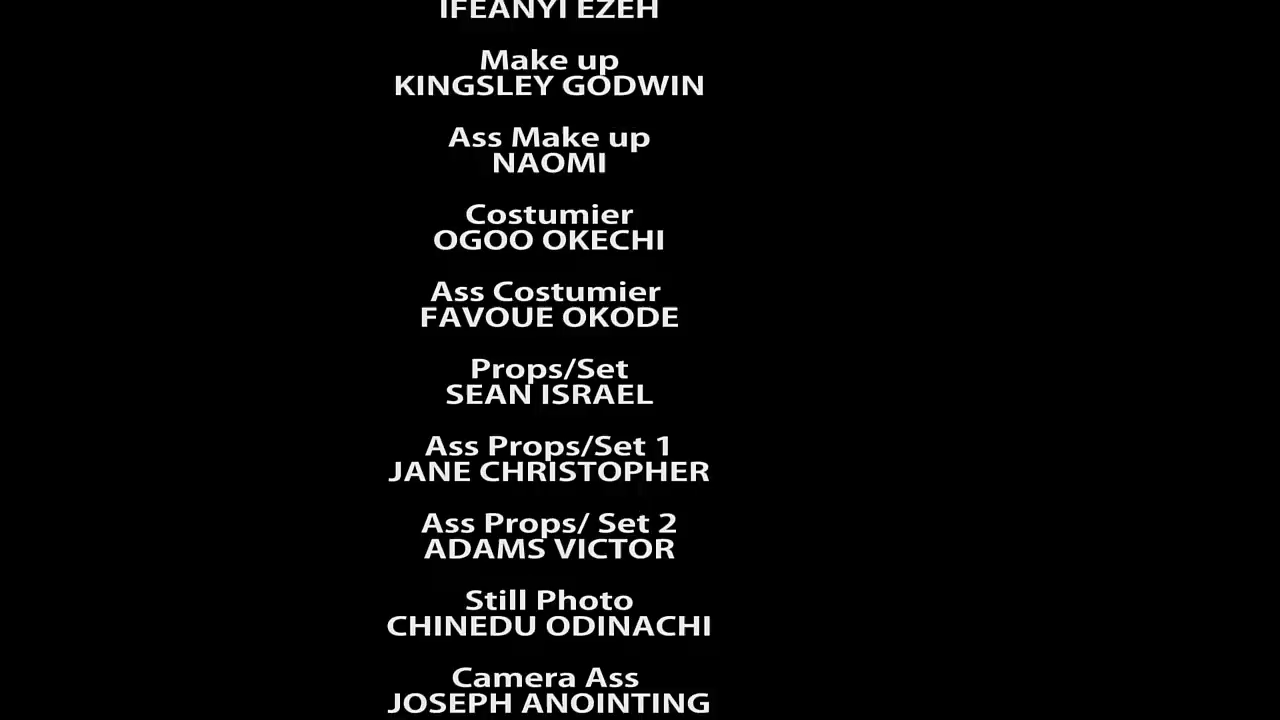 IFEANYI EZEH
Make up
KINGSLEY GODWIN
Ass Make up
NAOMI
Costumier
OGOO OKECHI
Ass Costumier
FAVOUE OKODE
Props/Set
SEAN ISRAEL
Ass Props/Set 1
JANE CHRISTOPHER
Ass Props/ Set 2
ADAMS VICTOR
Still Photo
CHINEDU ODINACHI
Camera Ass
JOSEPH ANOINTING